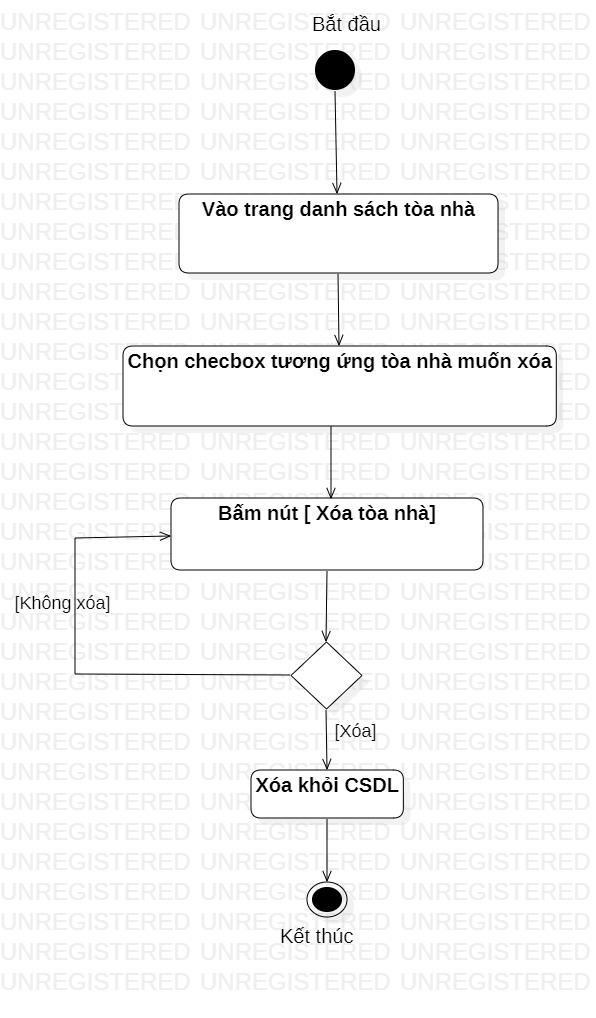 Bắt đầu
Vào trang danh sách tòa nhà
Chọn checbox tương ứng tòa nhà muốn xóa
Bấm nút [ Xóa tòa nhà]
[Không xóa]
[Xóa]
Xóa khỏi CSDL
Kết thúc
UNREGISTERED